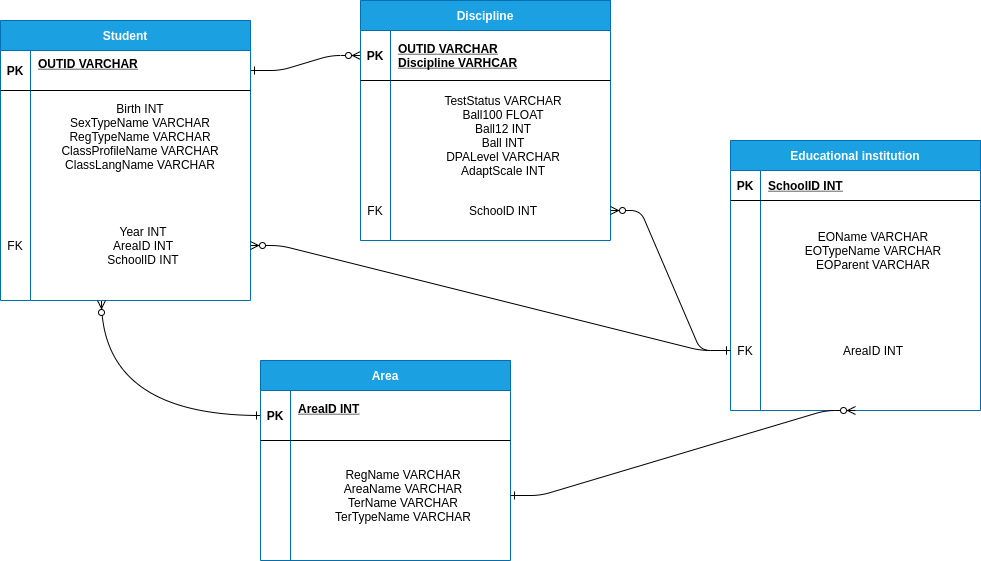 Student
PK
OUTID VARCHAR
Birth INT
SexTypeName VARCHAR
RegTypeName VARCHAR
ClassProfileName VARCHAR
ClassLangName VARCHAR
FK
Year INT
AreaID INT
SchoolID INT
Discipline
PK
OUTID VARCHAR
Discipline VARHCAR
TestStatus VARCHAR
Ball100 FLOAT
Ball12 INT
Ball INT
DPALevel VARCHAR
AdaptScale INT
FK
SchoolD INT
Educational institution
PK
SchoolID INT
EOName VARCHAR
EOTypeName VARCHAR
EOParent VARCHAR
FK
AreaID INT
Area
PK
AreaID INT
RegName VARCHAR
AreaName VARCHAR
TerName VARCHAR
TerTypeName VARCHAR